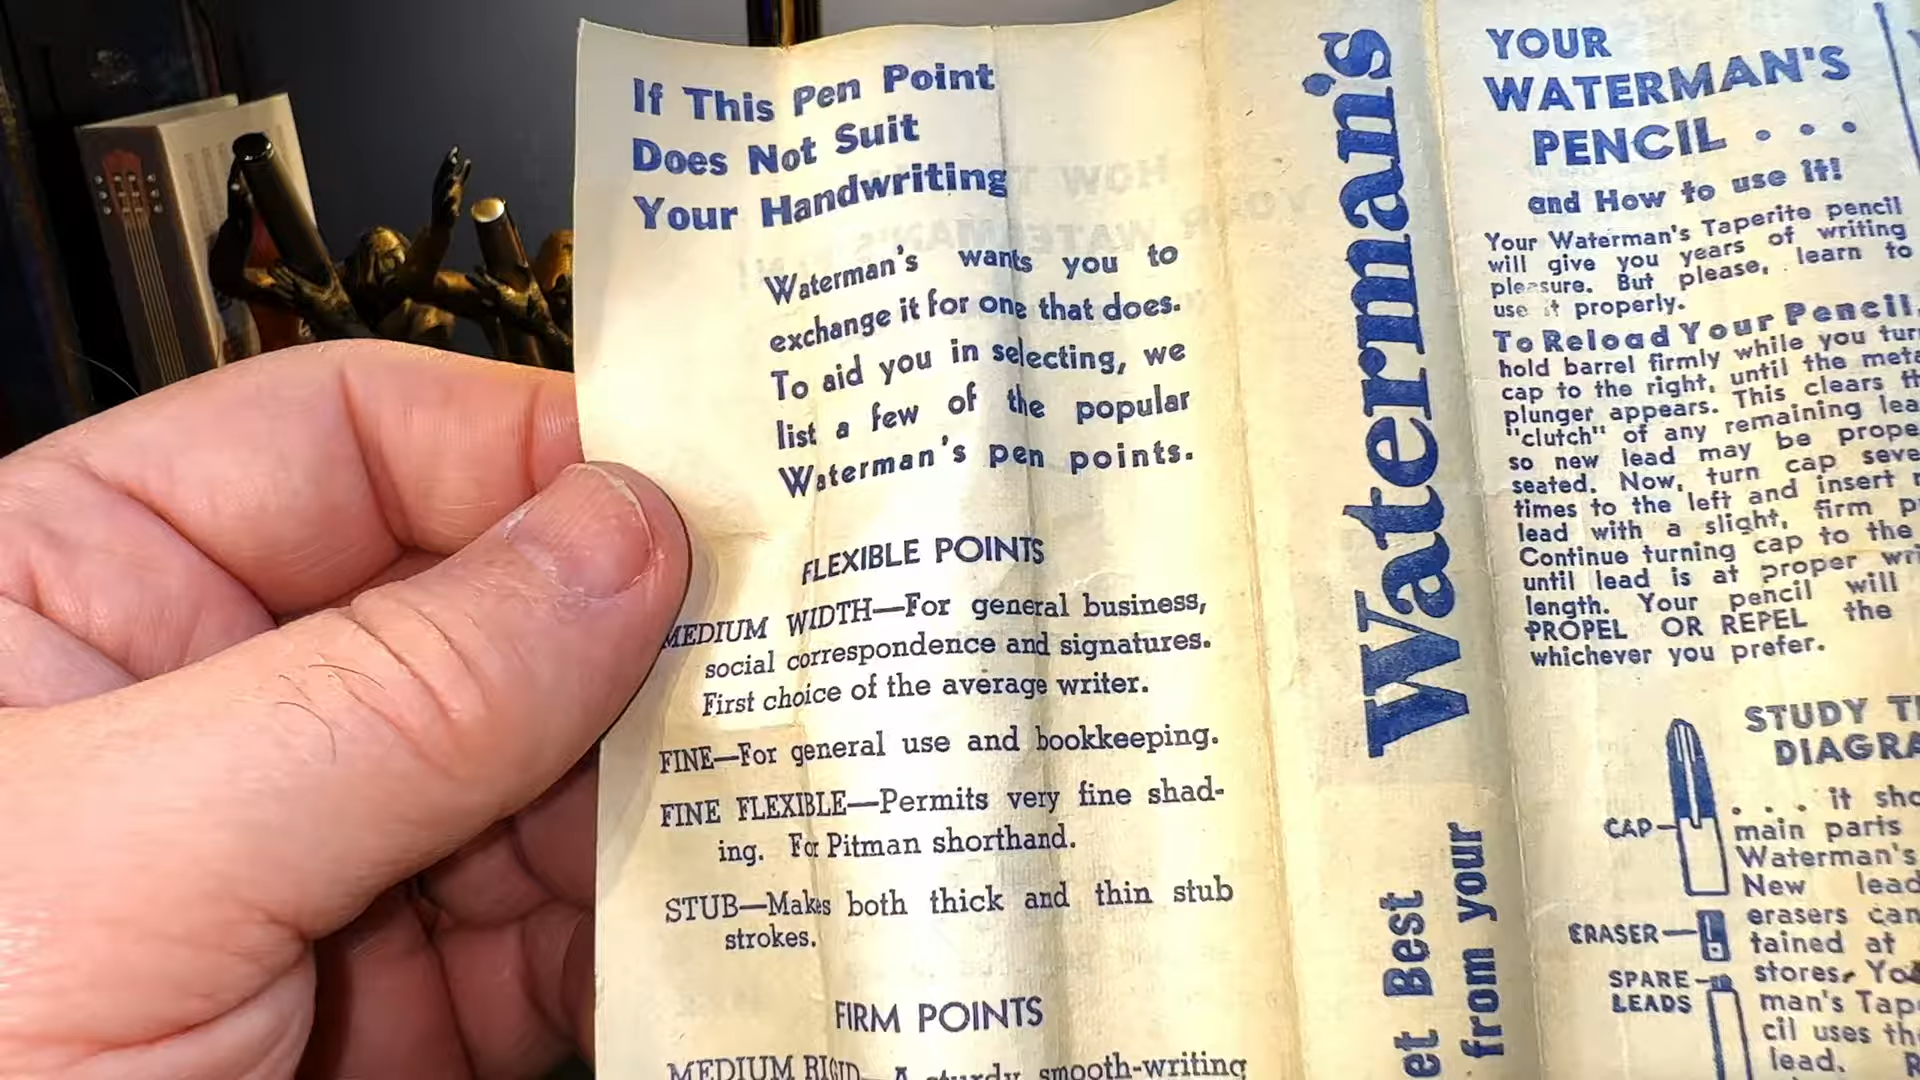 If This Pen Point
Does Not Suit
Your Handwriting
Waterman's wants you to
exchange it for one that does.
To aid you in selecting, we
list a few of the popular
Waterman's pen points.
FLEXIBLE POINTS
MEDIUM WIDTH—For general business,
social correspondence and signatures.
First choice of the average writer.
FINE—For general use and bookkeeping.
FINE FLEXIBLE—Permits very fine shad-
ing. For Pitman shorthand.
STUB—Makes both thick and thin stub
strokes.
FIRM POINTS
MEDIUM RIGID—A sturdy smooth-writing
Waterman's
et Best
from your
YOUR
WATERMAN'S
PENCIL . . .
and How to use it!
Your Waterman's Taperite pencil
will give you years of writing
pleasure. But please, learn to
use it properly.
To Reload Your Pencil,
hold barrel firmly while you turn
cap to the right, until the meta
plunger appears. This clears th
"clutch" of any remaining lea
so new lead may be prope
seated. Now, turn cap seve
times to the left and insert
lead with a slight, firm p
Continue turning cap to the
until lead is at proper wri
length. Your pencil will
PROPEL OR REPEL the
whichever you prefer.
STUDY T
DIAGRA
. . . it sho
main parts
Waterman's
New lead
erasers can
tained at
stores. Yo
man's Tap
cil uses the
lead.
CAP
ERASER
SPARE
LEADS